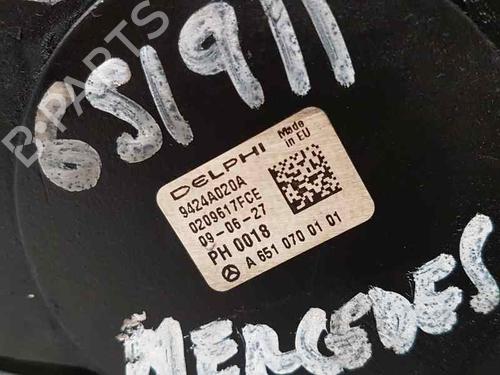 651911
DELPHI
Made
in EU
9424A020A
0209617FCE
09-06-27
PH 0018
A 651 070 01 01
MERCEDES
B-PARTS